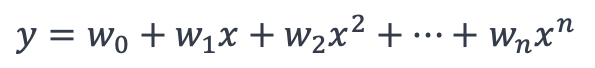 y = w₀ + w₁x + w₂x² + ⋯ + wₙxⁿ